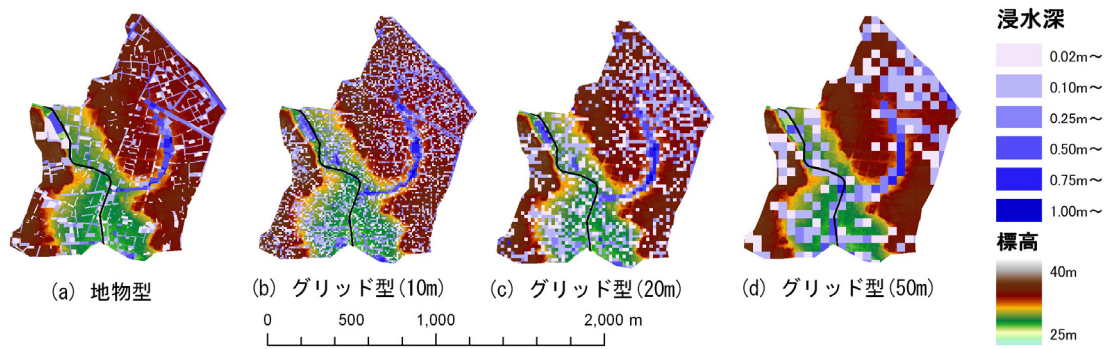 浸水深
0.02m～
0.10m～
0.25m～
0.50m～
0.75m～
1.00m～
標高
40m
25m
(a) 地物型
(b) グリッド型(10m)
(c) グリッド型(20m)
(d) グリッド型(50m)
0 500 1,000 2,000 m